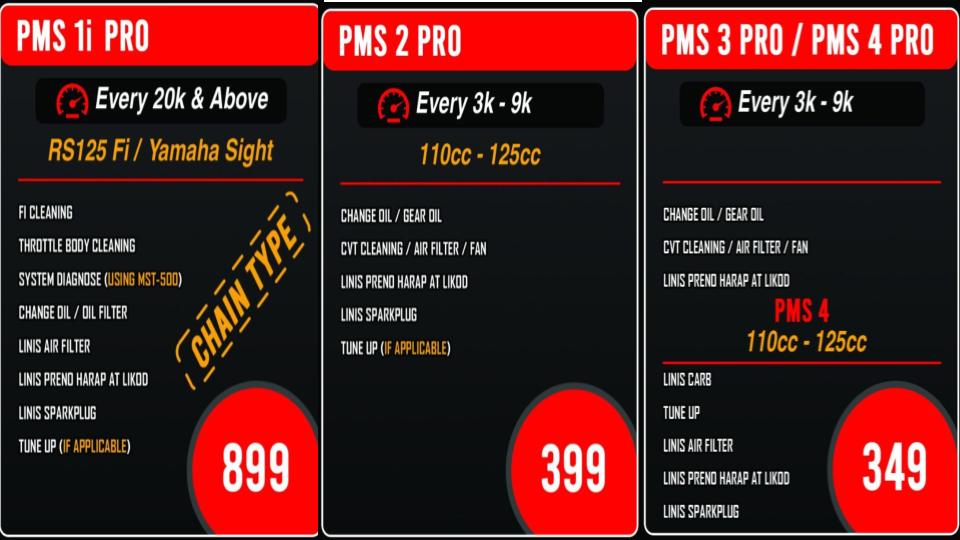 PMS 1i PRO
Every 20k & Above
RS125 Fi / Yamaha Sight
FI CLEANING
THROTTLE BODY CLEANING
SYSTEM DIAGNOSE (USING MST-500)
CHANGE OIL / OIL FILTER
LINIS AIR FILTER
LINIS PRENO HARAP AT LIKOD
LINIS SPARKPLUG
TUNE UP (IF APPLICABLE)
CHAIN TYPE
899
PMS 2 PRO
Every 3k - 9k
110cc - 125cc
CHANGE OIL / GEAR OIL
CVT CLEANING / AIR FILTER / FAN
LINIS PRENO HARAP AT LIKOD
LINIS SPARKPLUG
TUNE UP (IF APPLICABLE)
399
PMS 3 PRO / PMS 4 PRO
Every 3k - 9k
CHANGE OIL / GEAR OIL
CVT CLEANING / AIR FILTER / FAN
LINIS PRENO HARAP AT LIKOD
PMS 4
110cc - 125cc
LINIS CARB
TUNE UP
LINIS AIR FILTER
LINIS PRENO HARAP AT LIKOD
LINIS SPARKPLUG
349